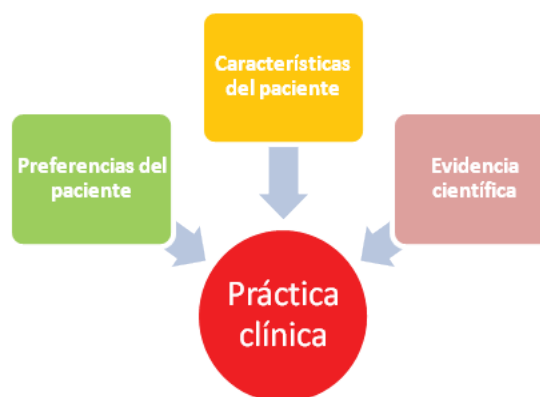 Características
del paciente
Preferencias del
paciente
Evidencia
científica
Práctica
clínica